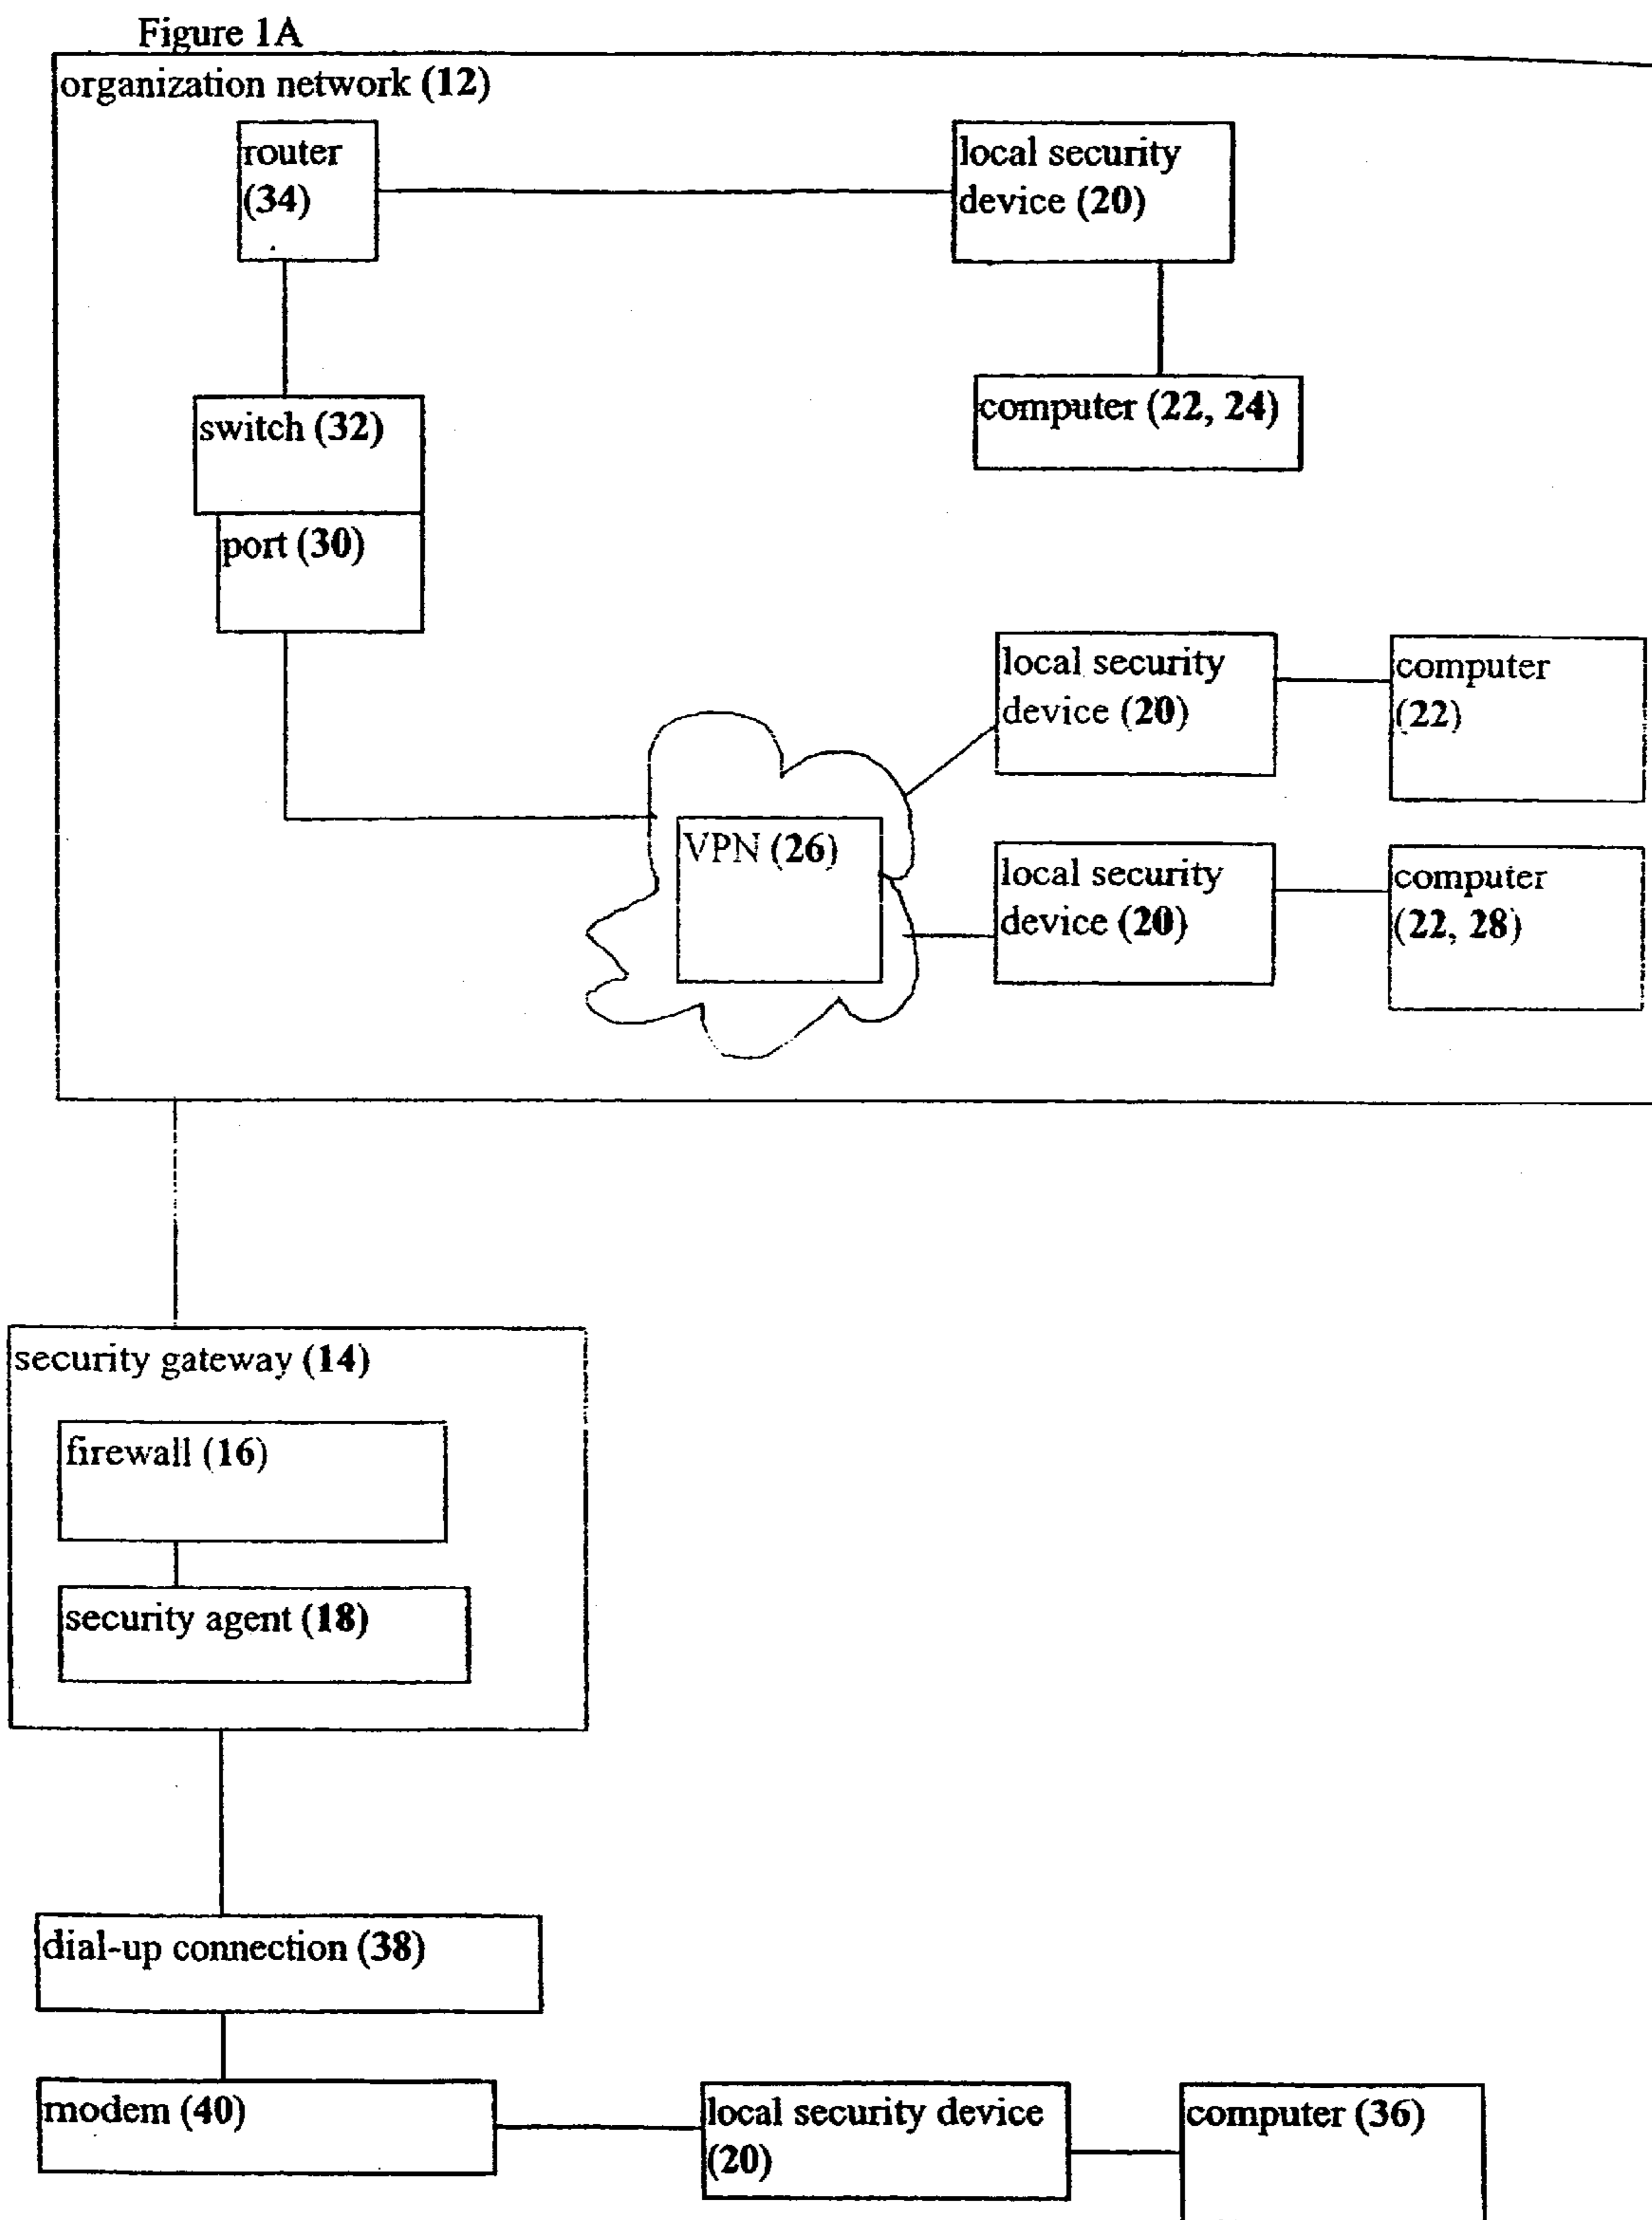 Figure 1A
organization network (12)
router
(34)
local security
device (20)
switch (32)
computer (22, 24)
port (30)
local security
device (20)
computer
(22)
VPN (26)
local security
device (20)
computer
(22, 28)
security gateway (14)
firewall (16)
security agent (18)
dial-up connection (38)
modem (40)
local security device
(20)
computer (36)